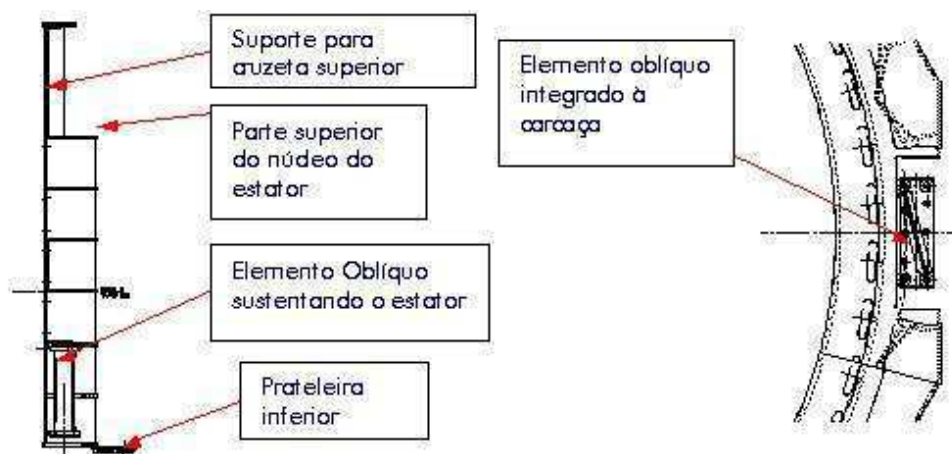 Suporte para
cruzeta superior
Parte superior
do núcleo do
estator
Elemento Oblíquo
sustentando o estator
Prateleira
inferior
Elemento oblíquo
integrado à
carcaça